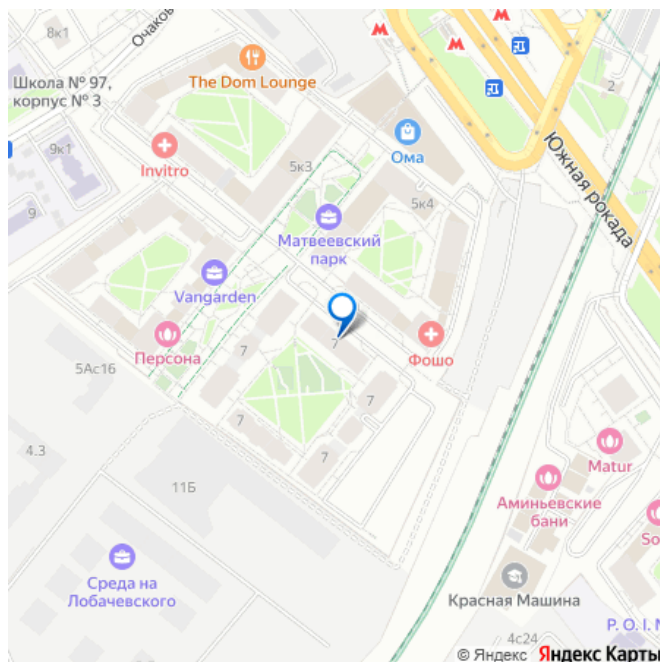 8к1
Очаков
The Dom Lounge
Школа № 97,
корпус № 3
2
Южная рокада
9к1
Invitro
5к3
Ома
5к4
9
Матвеевский
парк
Vangarden
Персона
7
7
Фошо
5Ас16
7
7
7
4.3
11Б
Matur
Аминьевские
бани
So
Среда на
Лобачевского
Красная Машина
P. O. I. N
4с24
© Яндекс Яндекс Карты